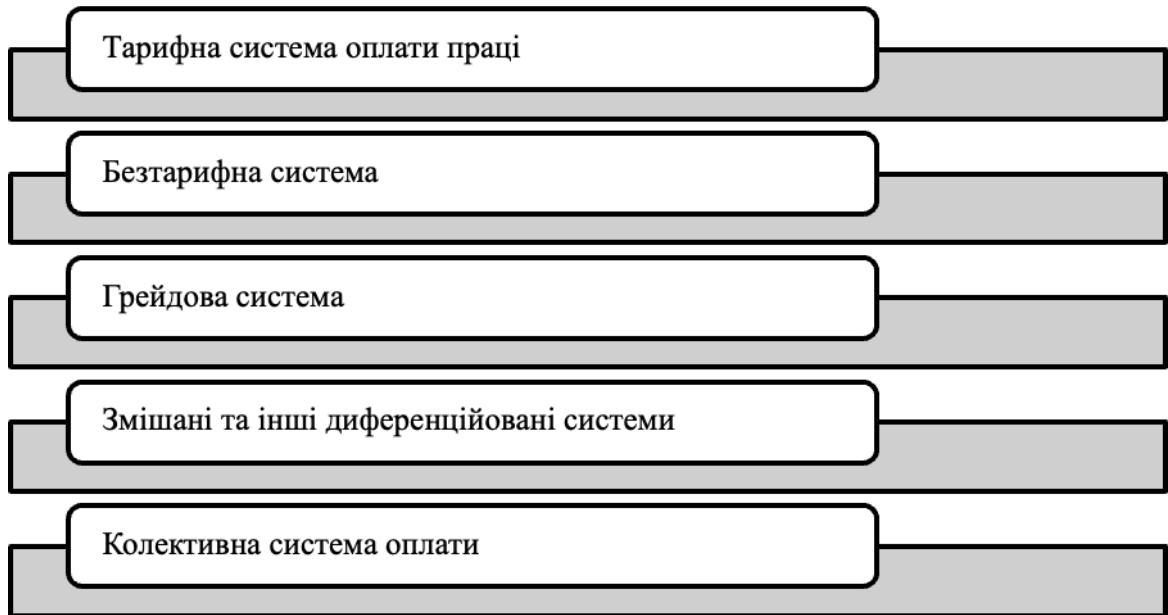 Тарифна система оплати праці
Безтарифна система
Грейдова система
Змішані та інші диференційовані системи
Колективна система оплати